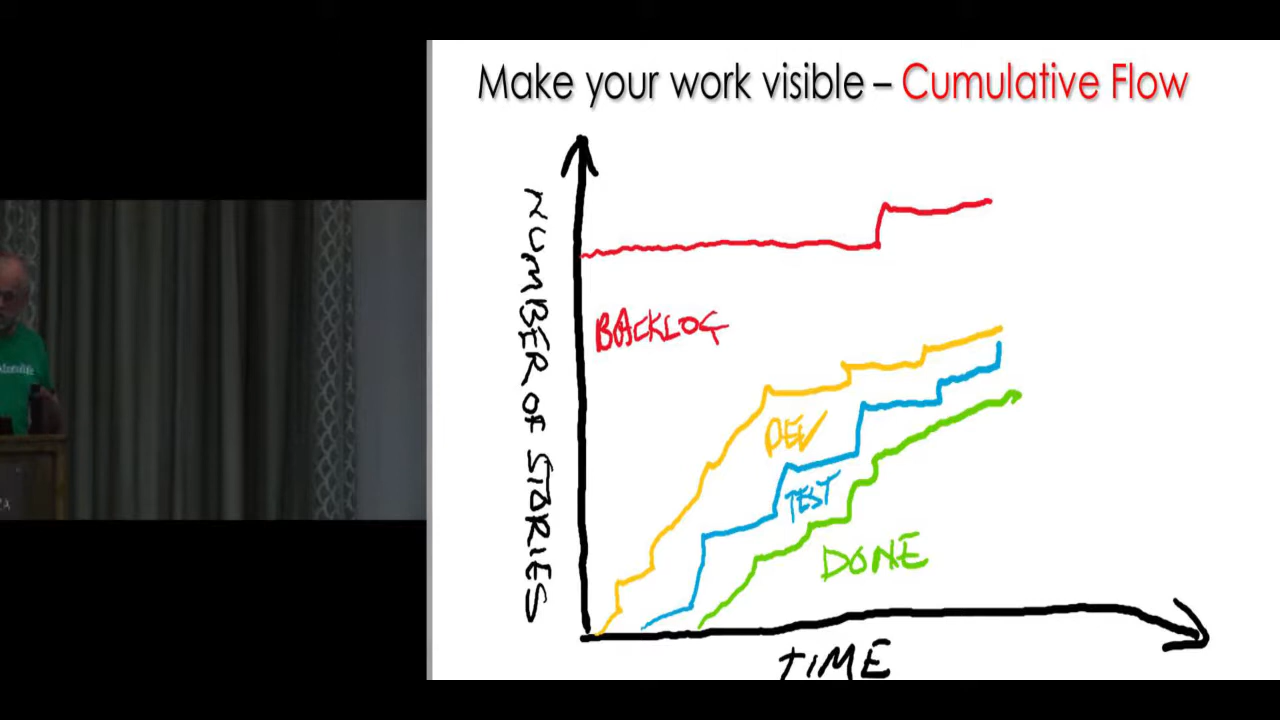 Make your work visible – Cumulative Flow
NUMBER OF STORIES
BACKLOG
DEV
TEST
DONE
TIME